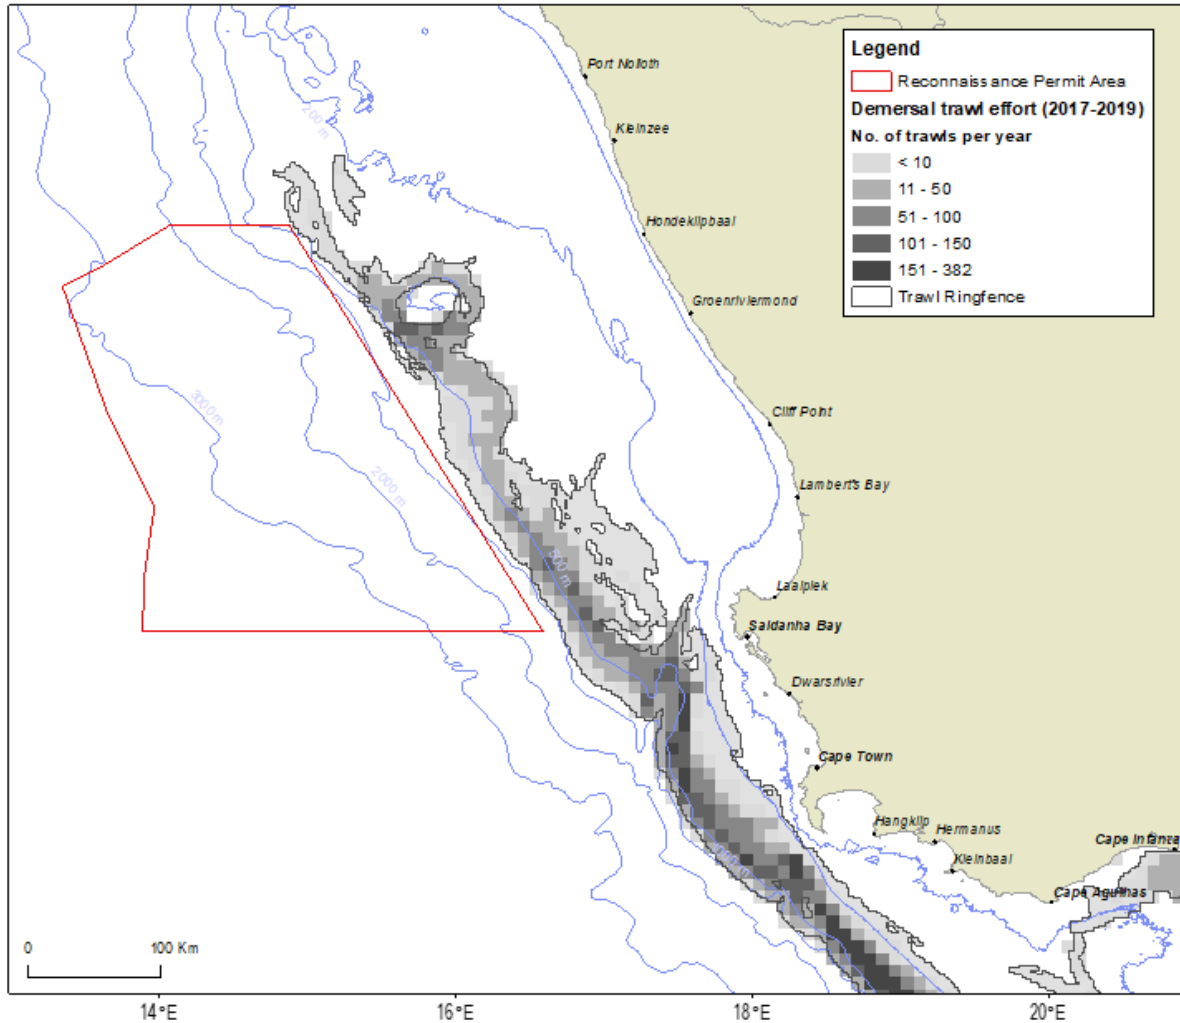 Legend
Reconnaissance Permit Area
Demersal trawl effort (2017-2019)
No. of trawls per year
< 10
11 - 50
51 - 100
101 - 150
151 - 382
Trawl Ringfence
Port Nolloth
Kleinzee
200 m
Hondeklipbaai
Groenriviermond
Cliff Point
3000 m
2000 m
Lambert's Bay
500 m
Laaiplek
Saldanha Bay
Dwarsrivier
Cape Town
Hangklip
Hermanus
Cape Infanta
Kleinbaai
Cape Agulhas
0
100 Km
14°E
16°E
18°E
20°E